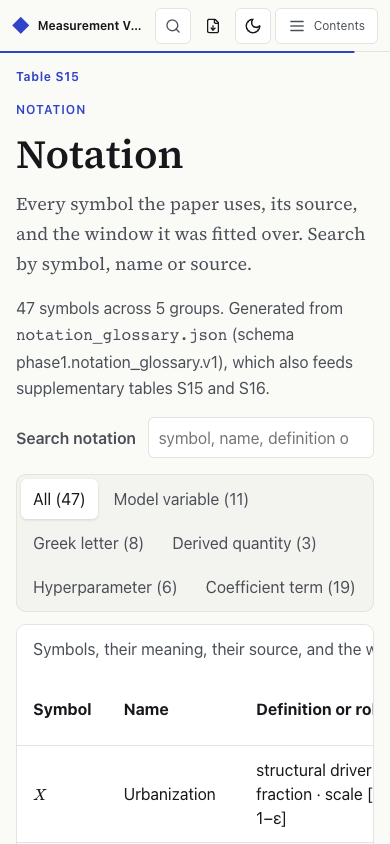 Measurement V...
Contents
Table S15
NOTATION
Notation
Every symbol the paper uses, its source,
and the window it was fitted over. Search
by symbol, name or source.
47 symbols across 5 groups. Generated from
notation_glossary.json (schema
phase1.notation_glossary.v1), which also feeds
supplementary tables S15 and S16.
Search notation symbol, name, definition o
All (47) Model variable (11)
Greek letter (8) Derived quantity (3)
Hyperparameter (6) Coefficient term (19)
Symbols, their meaning, their source, and the w
Symbol Name Definition or rol
structural driver
X Urbanization fraction · scale [
1−ε]